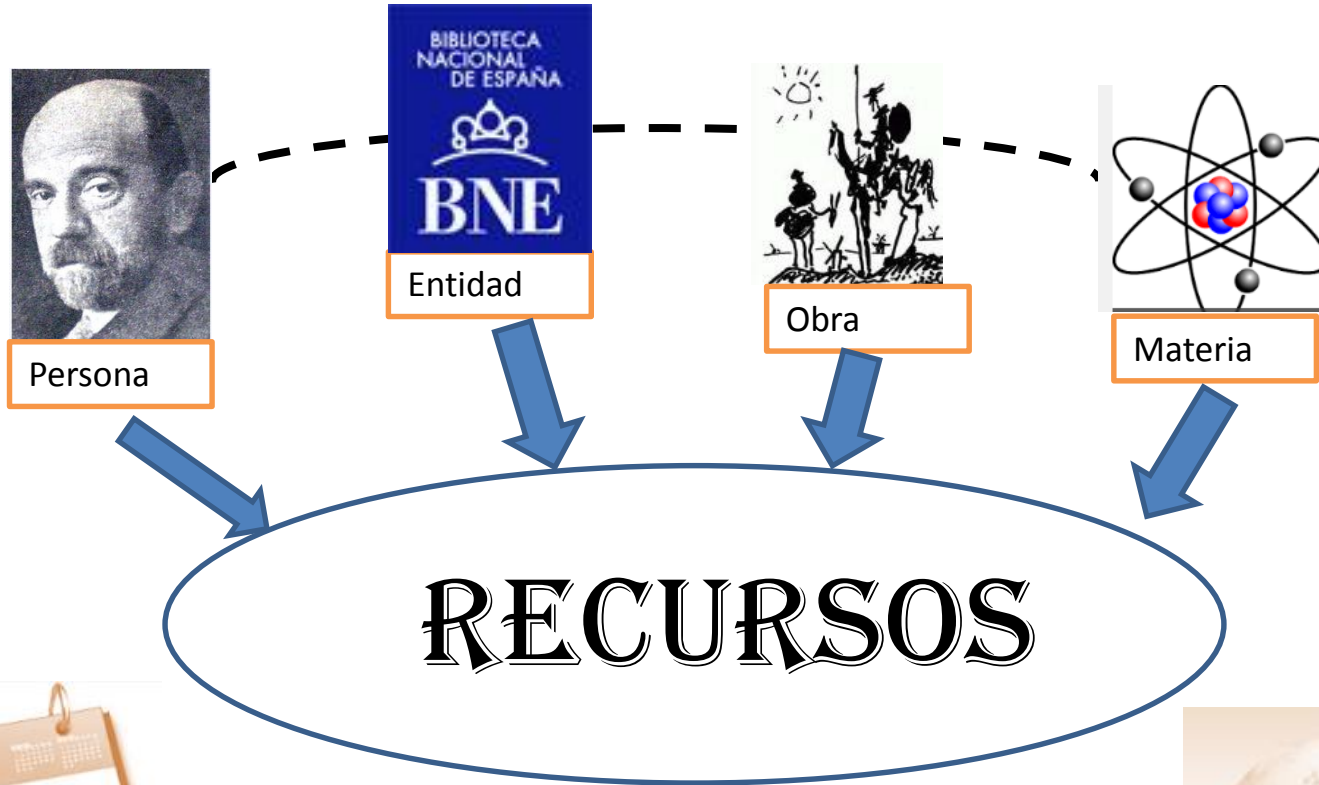 BIBLIOTECA
NACIONAL
DE ESPAÑA
BNE
Persona
Entidad
Obra
Materia
RECURSOS